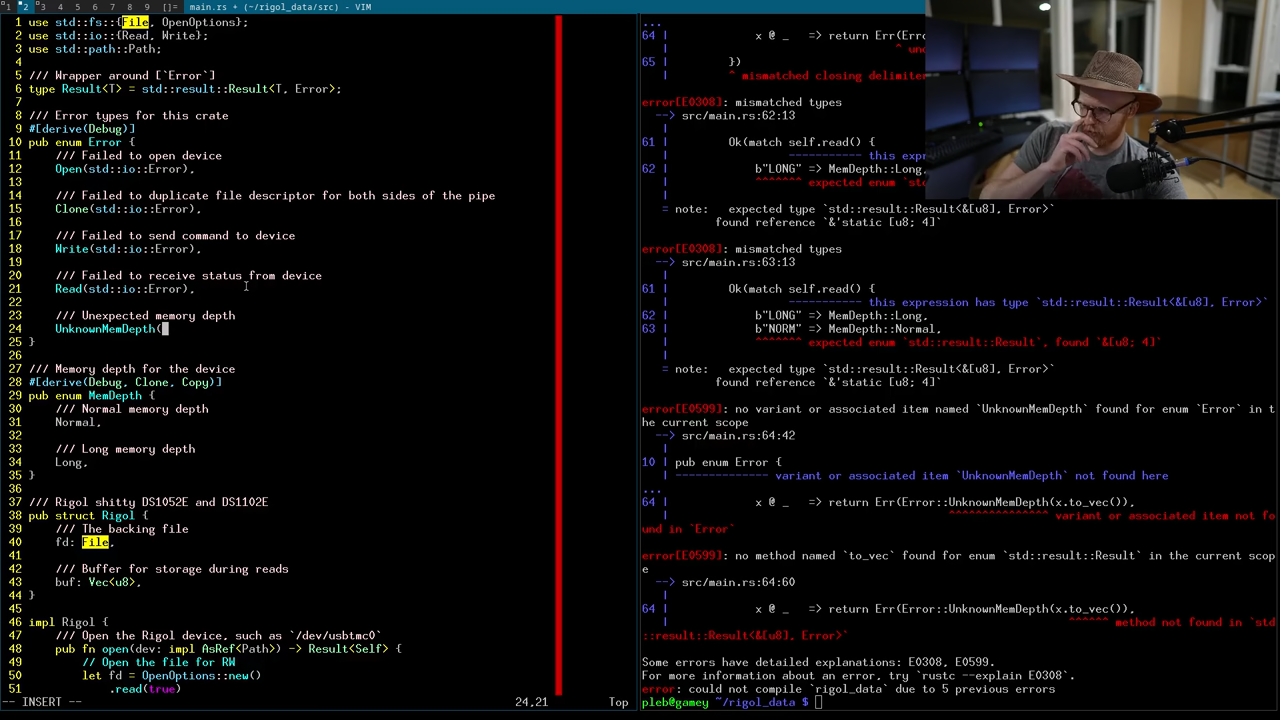 1 2 3 4 5 6 7 8 9 []= main.rs + (~/rigol_data/src) - VIM
1 use std::fs::{File, OpenOptions};
2 use std::io::{Read, Write};
3 use std::path::Path;
4
5 /// Wrapper around [`Error`]
6 type Result<T> = std::result::Result<T, Error>;
7
8 /// Error types for this crate
9 #[derive(Debug)]
10 pub enum Error {
11 /// Failed to open device
12 Open(std::io::Error),
13
14 /// Failed to duplicate file descriptor for both sides of the pipe
15 Clone(std::io::Error),
16
17 /// Failed to send command to device
18 Write(std::io::Error),
19
20 /// Failed to receive status from device
21 Read(std::io::Error),
22
23 /// Unexpected memory depth
24 UnknownMemDepth(
25 }
26
27 /// Memory depth for the device
28 #[derive(Debug, Clone, Copy)]
29 pub enum MemDepth {
30 /// Normal memory depth
31 Normal,
32
33 /// Long memory depth
34 Long,
35 }
36
37 /// Rigol shitty DS1052E and DS1102E
38 pub struct Rigol {
39 /// The backing file
40 fd: File,
41
42 /// Buffer for storage during reads
43 buf: Vec<u8>,
44 }
45
46 impl Rigol {
47 /// Open the Rigol device, such as `/dev/usbtmc0`
48 pub fn open(dev: impl AsRef<Path>) -> Result<Self> {
49 // Open the file for RW
50 let fd = OpenOptions::new()
51 .read(true)
-- INSERT -- 24,21 Top
...
64 | x @ _ => return Err(Erro
| ^ un
65 | })
| ^ mismatched closing delimiter
error[E0308]: mismatched types
--> src/main.rs:62:13
|
61 | Ok(match self.read() {
| ----------- this exp
62 | b"LONG" => MemDepth::Long,
| ^^^^^^^ expected enum `st
|
= note: expected type `std::result::Result<&[u8], Error>`
found reference `&'static [u8; 4]`
error[E0308]: mismatched types
--> src/main.rs:63:13
|
61 | Ok(match self.read() {
| ----------- this expression has type `std::result::Result<&[u8], Error>`
62 | b"LONG" => MemDepth::Long,
63 | b"NORM" => MemDepth::Normal,
| ^^^^^^^ expected enum `std::result::Result`, found `&[u8; 4]`
|
= note: expected type `std::result::Result<&[u8], Error>`
found reference `&'static [u8; 4]`
error[E0599]: no variant or associated item named `UnknownMemDepth` found for enum `Error` in t
he current scope
--> src/main.rs:64:42
|
10 | pub enum Error {
| -------------- variant or associated item `UnknownMemDepth` not found here
...
64 | x @ _ => return Err(Error::UnknownMemDepth(x.to_vec()),
| ^^^^^^^^^^^^^^^ variant or associated item not fo
und in `Error`
error[E0599]: no method named `to_vec` found for enum `std::result::Result` in the current scop
e
--> src/main.rs:64:60
|
64 | x @ _ => return Err(Error::UnknownMemDepth(x.to_vec()),
| ^^^^^^ method not found in `std
::result::Result<&[u8], Error>`
Some errors have detailed explanations: E0308, E0599.
For more information about an error, try `rustc --explain E0308`.
error: could not compile `rigol_data` due to 5 previous errors
pleb@gamey ~/rigol_data $